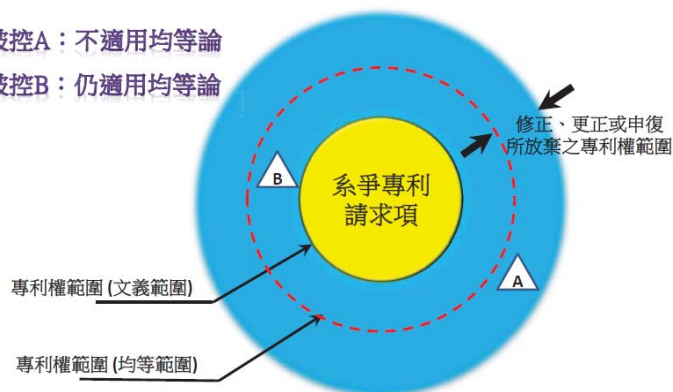 被控A：不適用均等論
被控B：仍適用均等論
修正、更正或申復
所放棄之專利權範圍
B
系爭專利
請求項
A
專利權範圍 (文義範圍)
專利權範圍 (均等範圍)